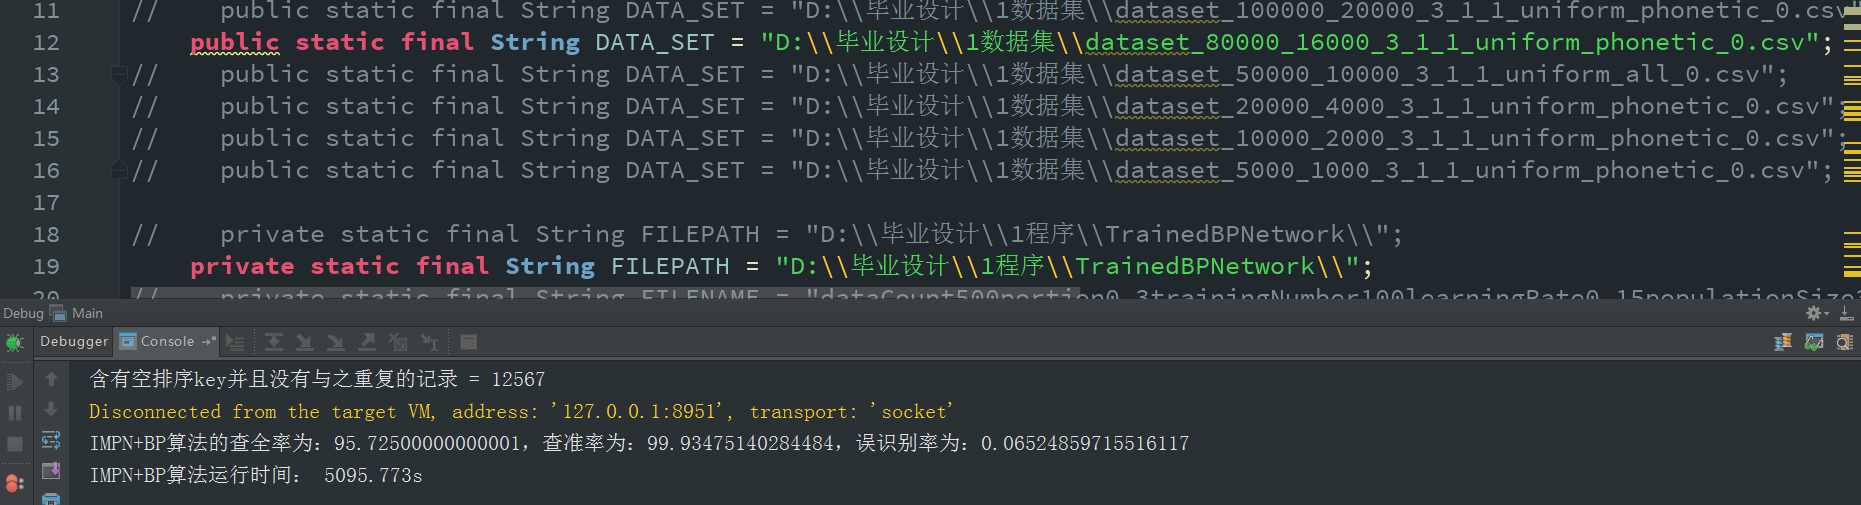 11 //    public static final String DATA_SET = "D:\\毕业设计\\1数据集\\dataset_100000_20000_3_1_1_uniform_phonetic_0.csv"
12     public static final String DATA_SET = "D:\\毕业设计\\1数据集\\dataset_80000_16000_3_1_1_uniform_phonetic_0.csv";
13 //    public static final String DATA_SET = "D:\\毕业设计\\1数据集\\dataset_50000_10000_3_1_1_uniform_all_0.csv";
14 //    public static final String DATA_SET = "D:\\毕业设计\\1数据集\\dataset_20000_4000_3_1_1_uniform_phonetic_0.csv";
15 //    public static final String DATA_SET = "D:\\毕业设计\\1数据集\\dataset_10000_2000_3_1_1_uniform_phonetic_0.csv";
16 //    public static final String DATA_SET = "D:\\毕业设计\\1数据集\\dataset_5000_1000_3_1_1_uniform_phonetic_0.csv";
17
18 //    private static final String FILEPATH = "D:\\毕业设计\\1程序\\TrainedBPNetwork\\";
19     private static final String FILEPATH = "D:\\毕业设计\\1程序\\TrainedBPNetwork\\";
20 //    private static final String FILENAME = "dataCount500portion0.3trainingNumber100learningRate0.15populationSize
Debug Main
Debugger Console
含有空排序key并且没有与之重复的记录 = 12567
Disconnected from the target VM, address: '127.0.0.1:8951', transport: 'socket'
IMPN+BP算法的查全率为：95.72500000000001，查准率为：99.93475140284484，误识别率为：0.06524859715516117
IMPN+BP算法运行时间： 5095.773s